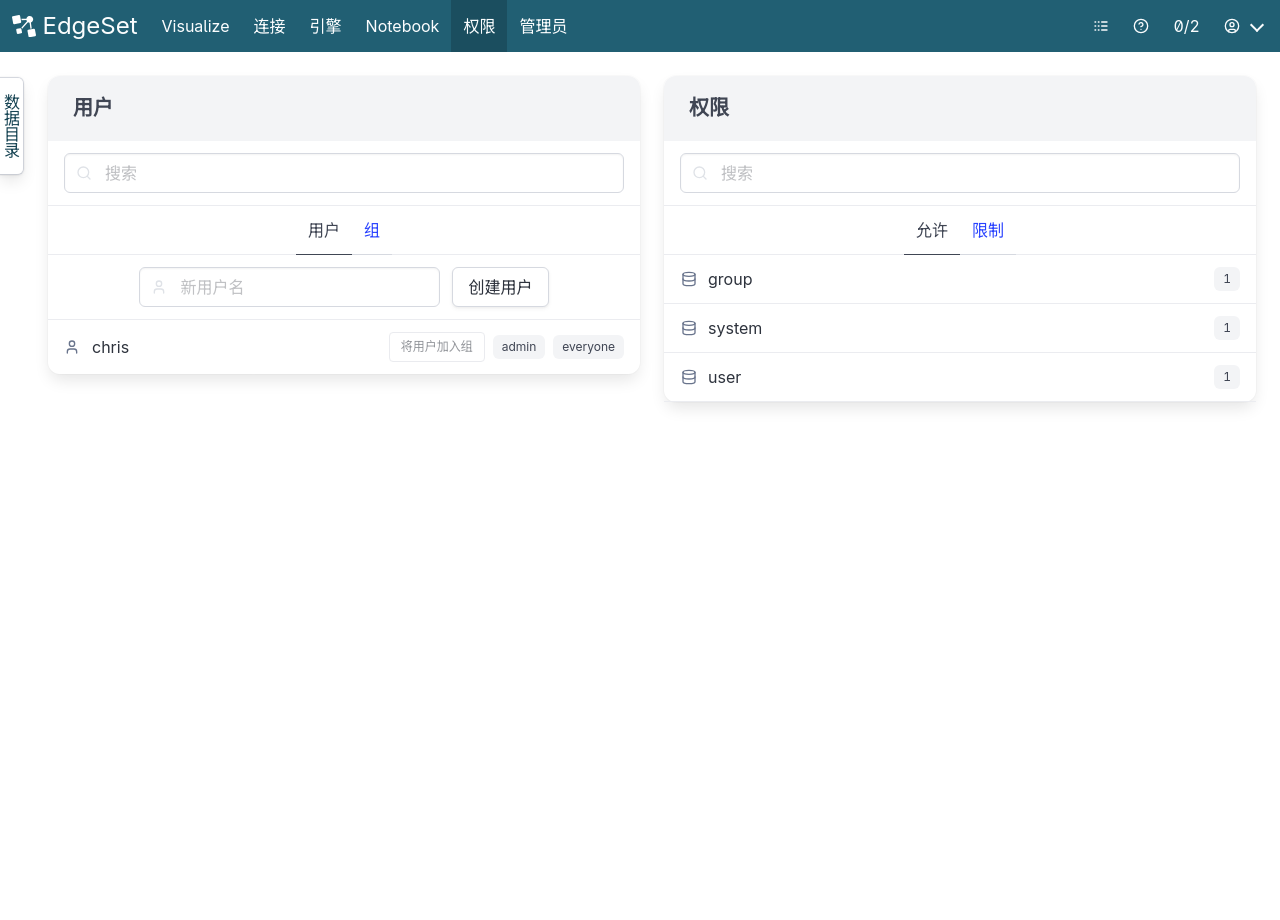 EdgeSet Visualize 连接 引擎 Notebook 权限 管理员 0/2
数据目录
用户
搜索
用户 组
新用户名 创建用户
chris 将用户加入组 admin everyone
权限
搜索
允许 限制
group 1
system 1
user 1